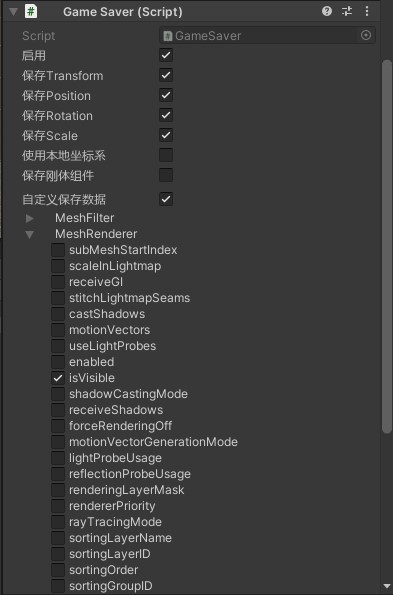 Game Saver (Script)
Script GameSaver
启用
保存Transform
保存Position
保存Rotation
保存Scale
使用本地坐标系
保存刚体组件
自定义保存数据
MeshFilter
MeshRenderer
subMeshStartIndex
scaleInLightmap
receiveGI
stitchLightmapSeams
castShadows
motionVectors
useLightProbes
enabled
isVisible
shadowCastingMode
receiveShadows
forceRenderingOff
motionVectorGenerationMode
lightProbeUsage
reflectionProbeUsage
renderingLayerMask
rendererPriority
rayTracingMode
sortingLayerName
sortingLayerID
sortingOrder
sortingGroupID